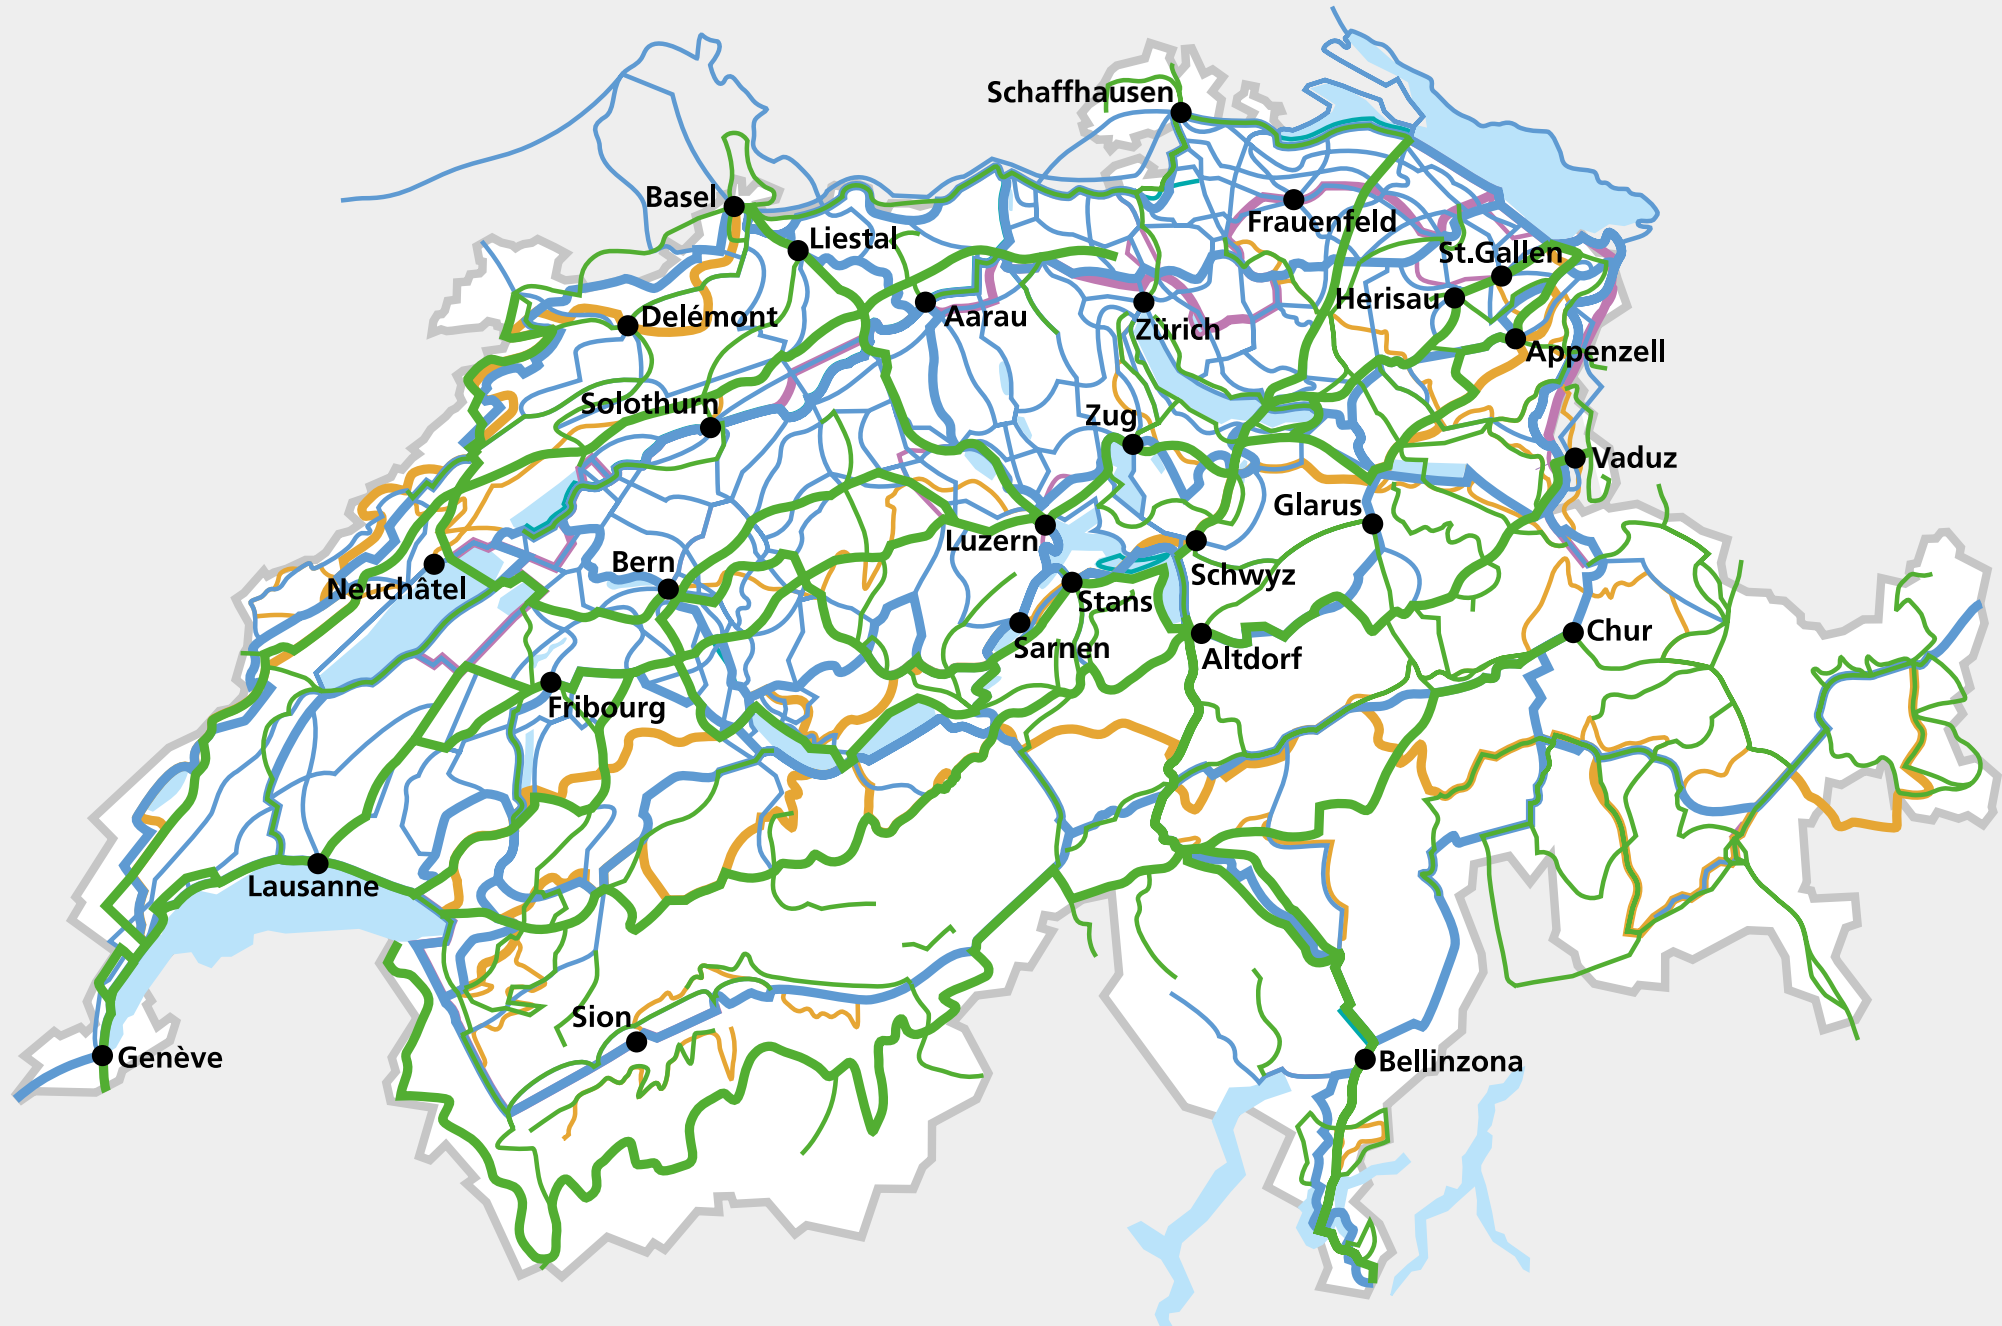 Schaffhausen
Basel
Frauenfeld
Liestal
St.Gallen
Herisau
Delémont
Aarau
Zürich
Appenzell
Solothurn
Zug
Vaduz
Glarus
Luzern
Bern
Schwyz
Neuchâtel
Stans
Chur
Sarnen
Altdorf
Fribourg
Lausanne
Sion
Genève
Bellinzona